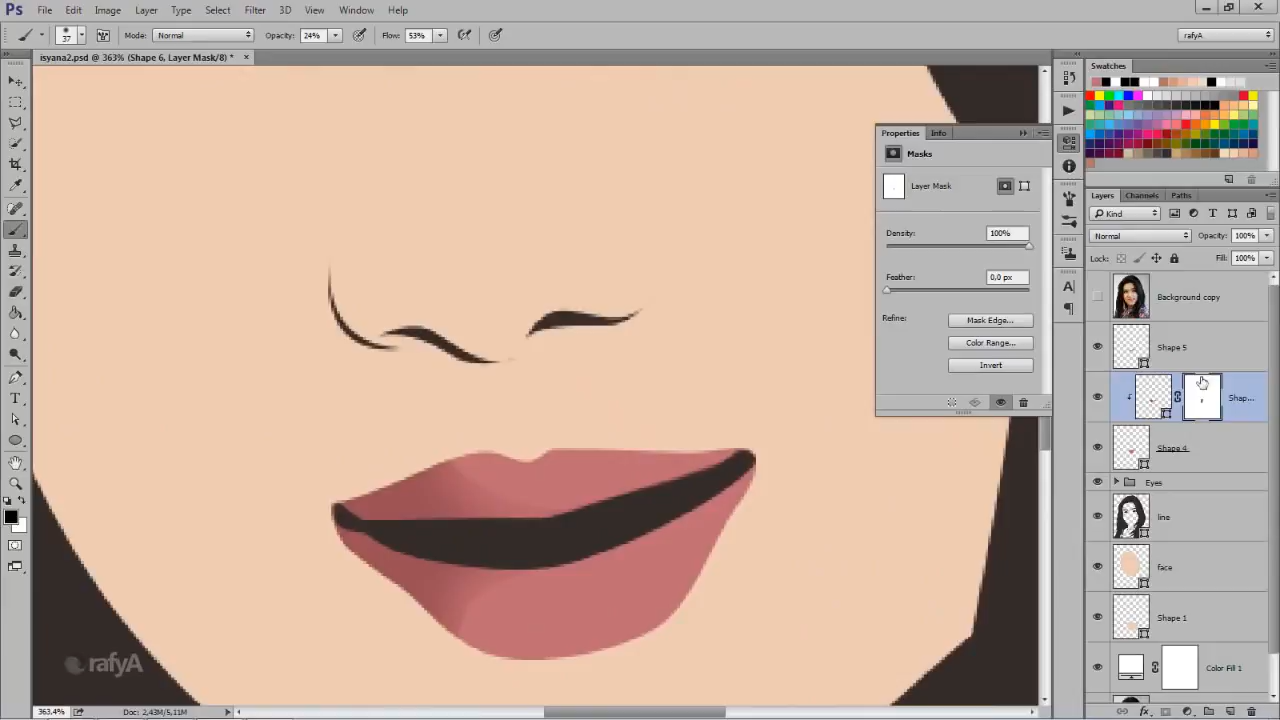 Ps File Edit Image Layer Type Select Filter 3D View Window Help
37 Mode: Normal Opacity: 24% Flow: 53% rafyA
isyana2.psd @ 363% (Shape 6, Layer Mask/8) * ×
Swatches
Properties Info
Masks
Layer Mask
Density: 100%
Feather: 0,0 px
Refine: Mask Edge...
Color Range...
Invert
Layers Channels Paths
Kind
Normal Opacity: 100%
Lock: Fill: 100%
Background copy
Shape 5
Shap...
Shape 4
Eyes
line
face
Shape 1
Color Fill 1
rafyA
363.4% Doc: 2,43M/5,11M